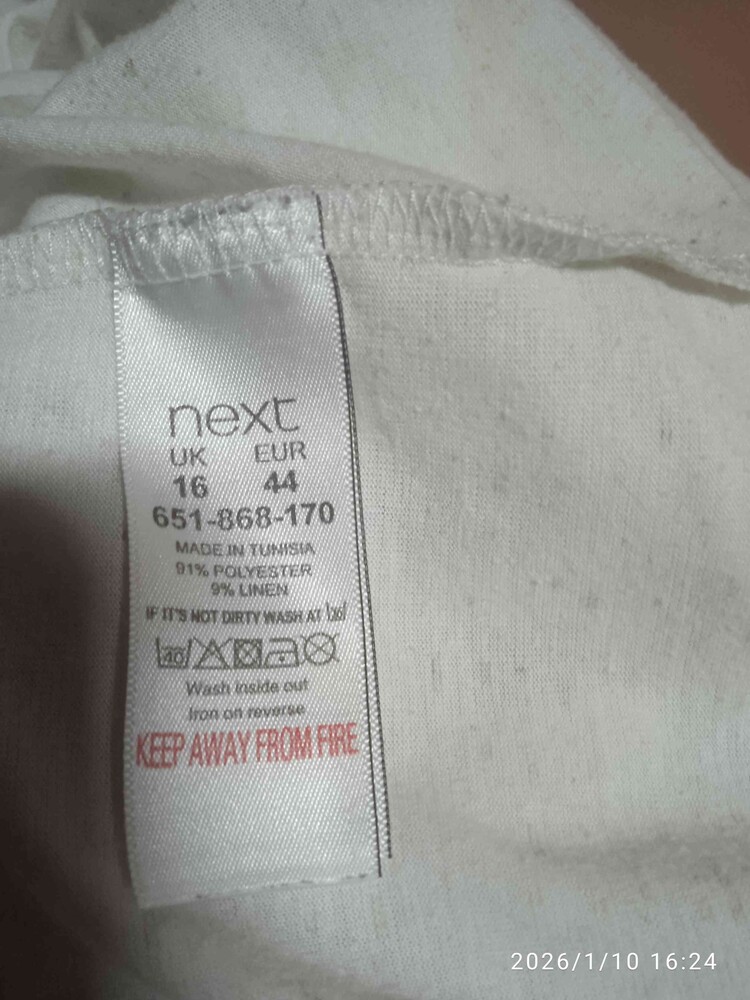 next
UK EUR
16 44
651-868-170
MADE IN TUNISIA
91% POLYESTER
9% LINEN
IF IT'S NOT DIRTY WASH AT
40
Wash inside out
Iron on reverse
KEEP AWAY FROM FIRE
2026/1/10 16:24